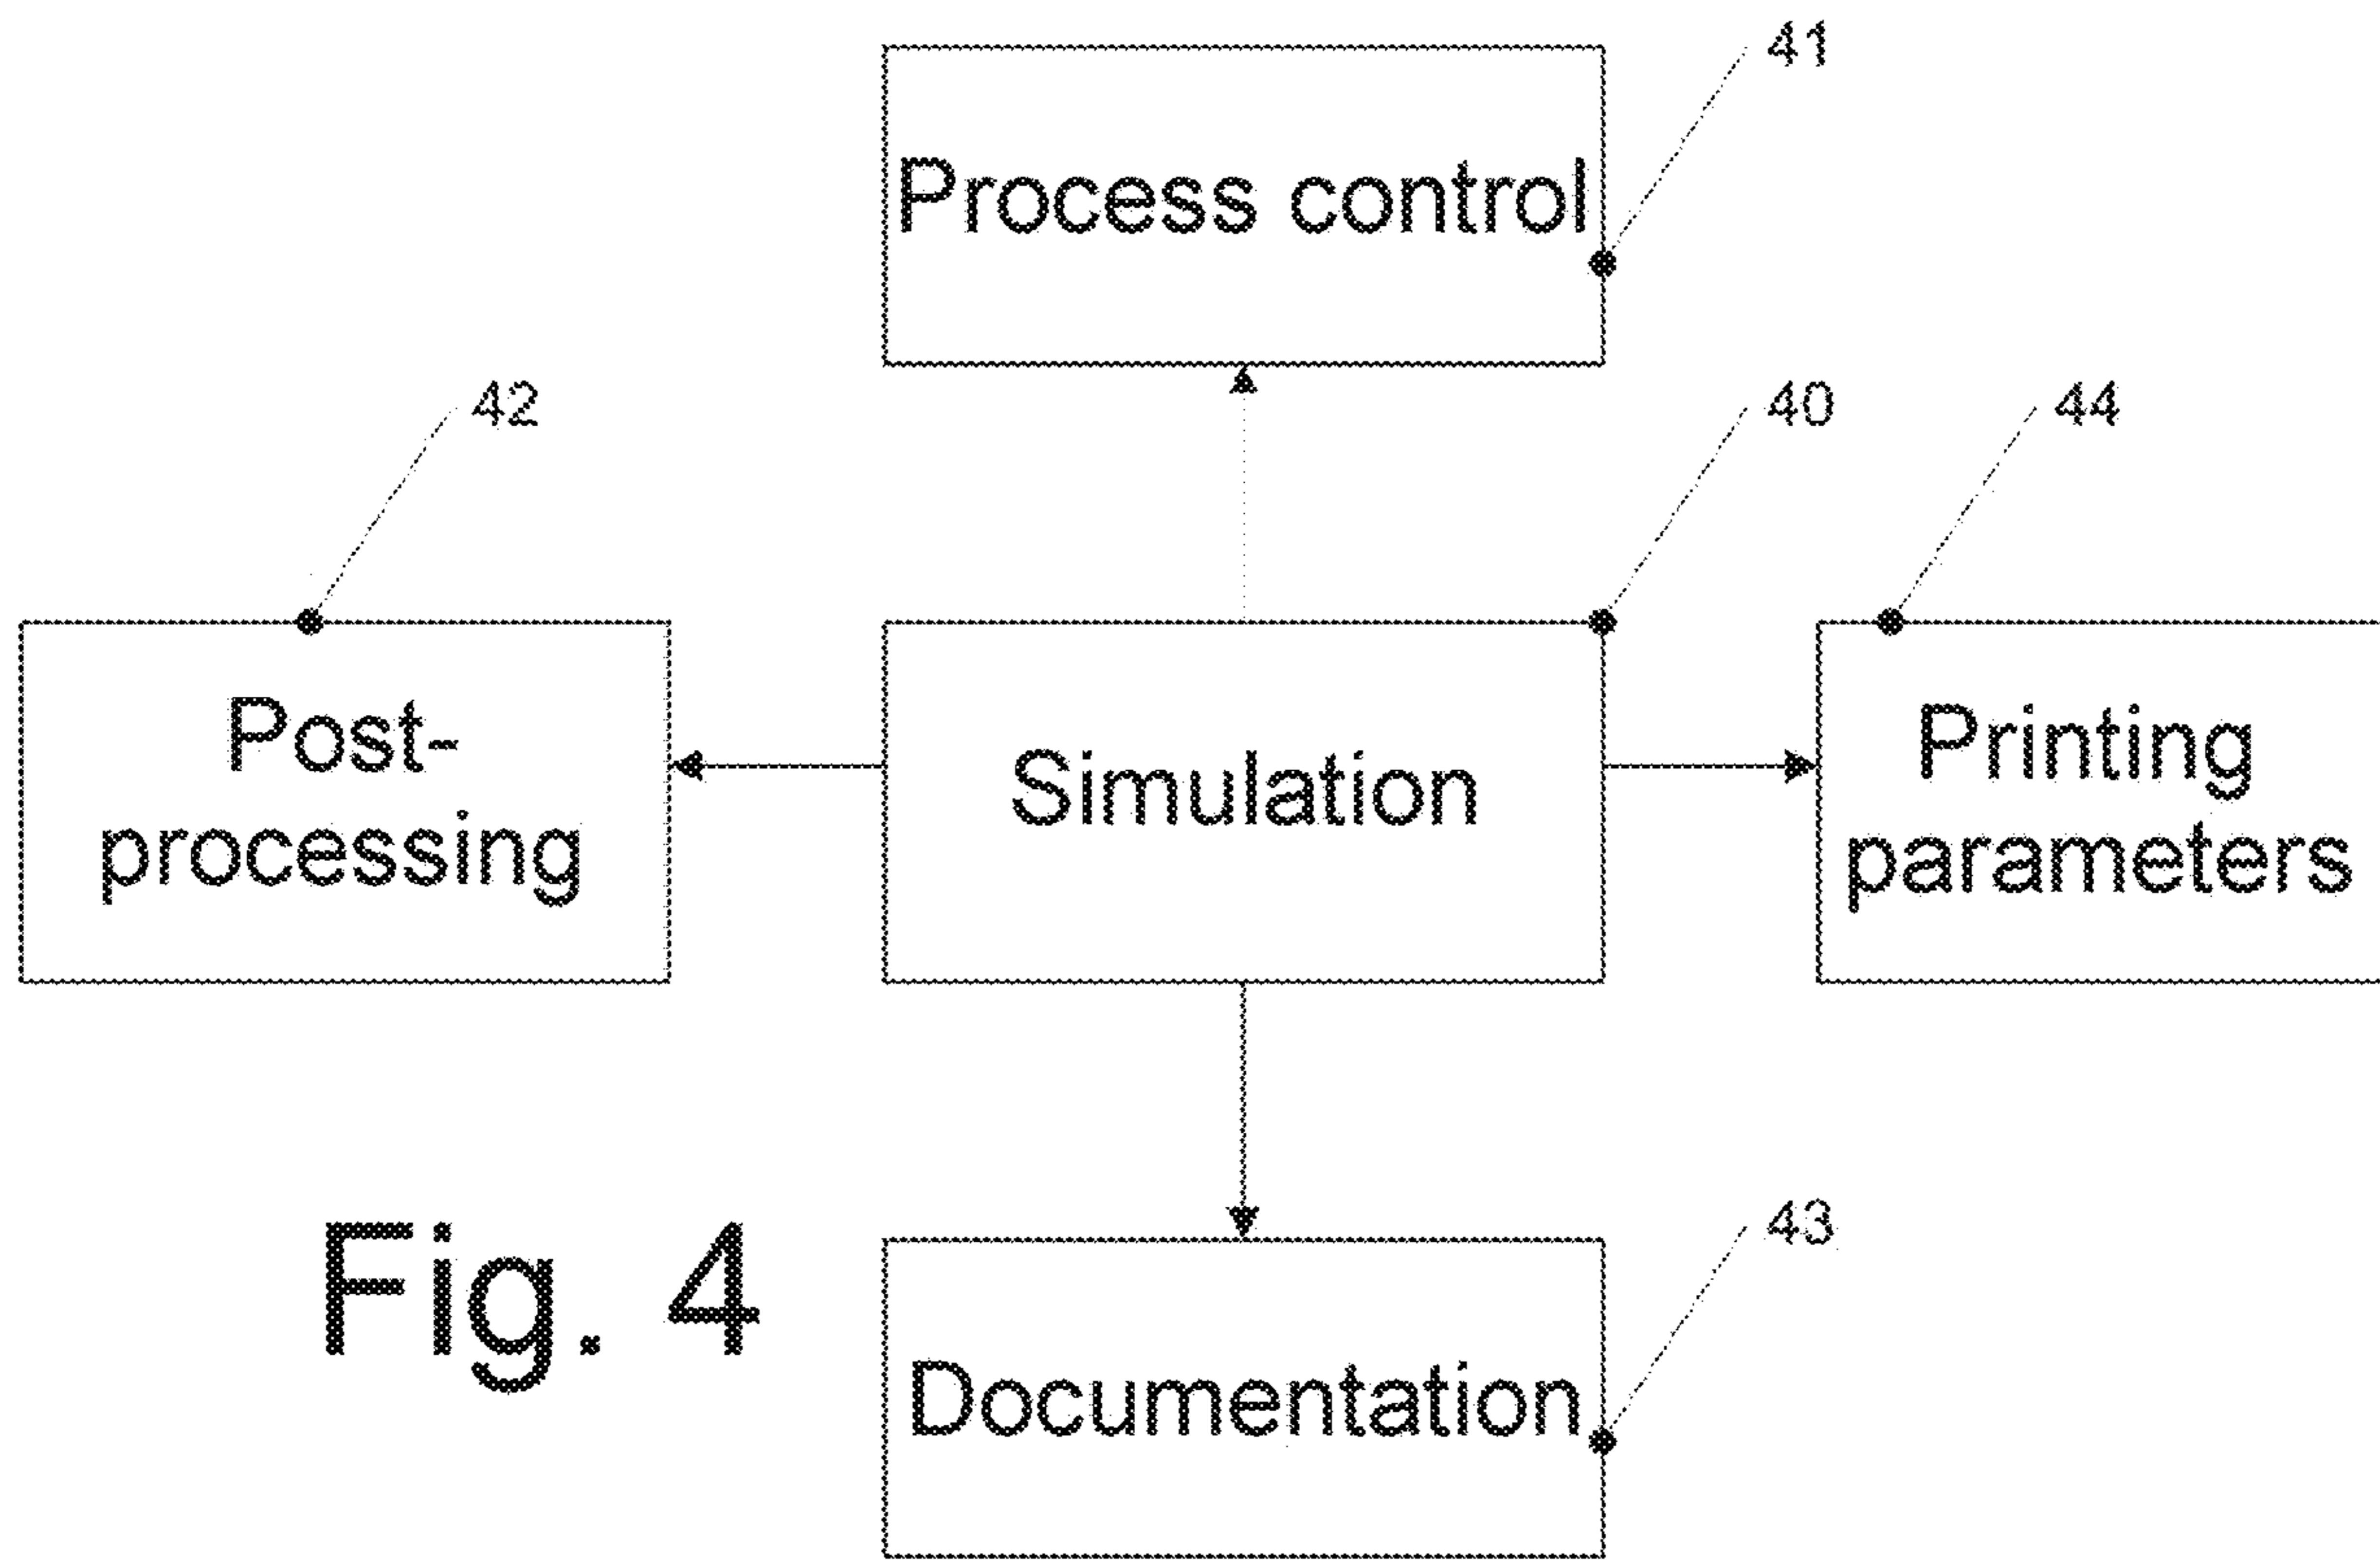 41
Process control
42
40
44
Post-
processing
Simulation
Printing
parameters
43
Fig. 4
Documentation